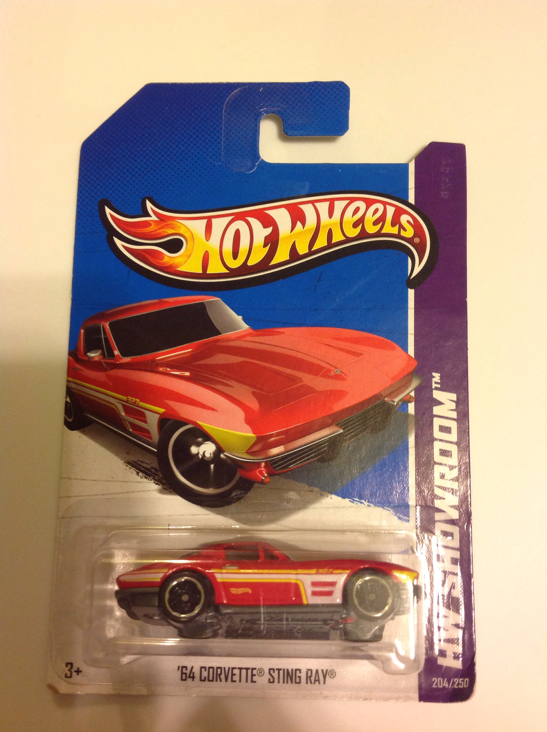 HOT WHEELS
HW SHOWROOM™
3+
'64 CORVETTE® STING RAY®
204/250